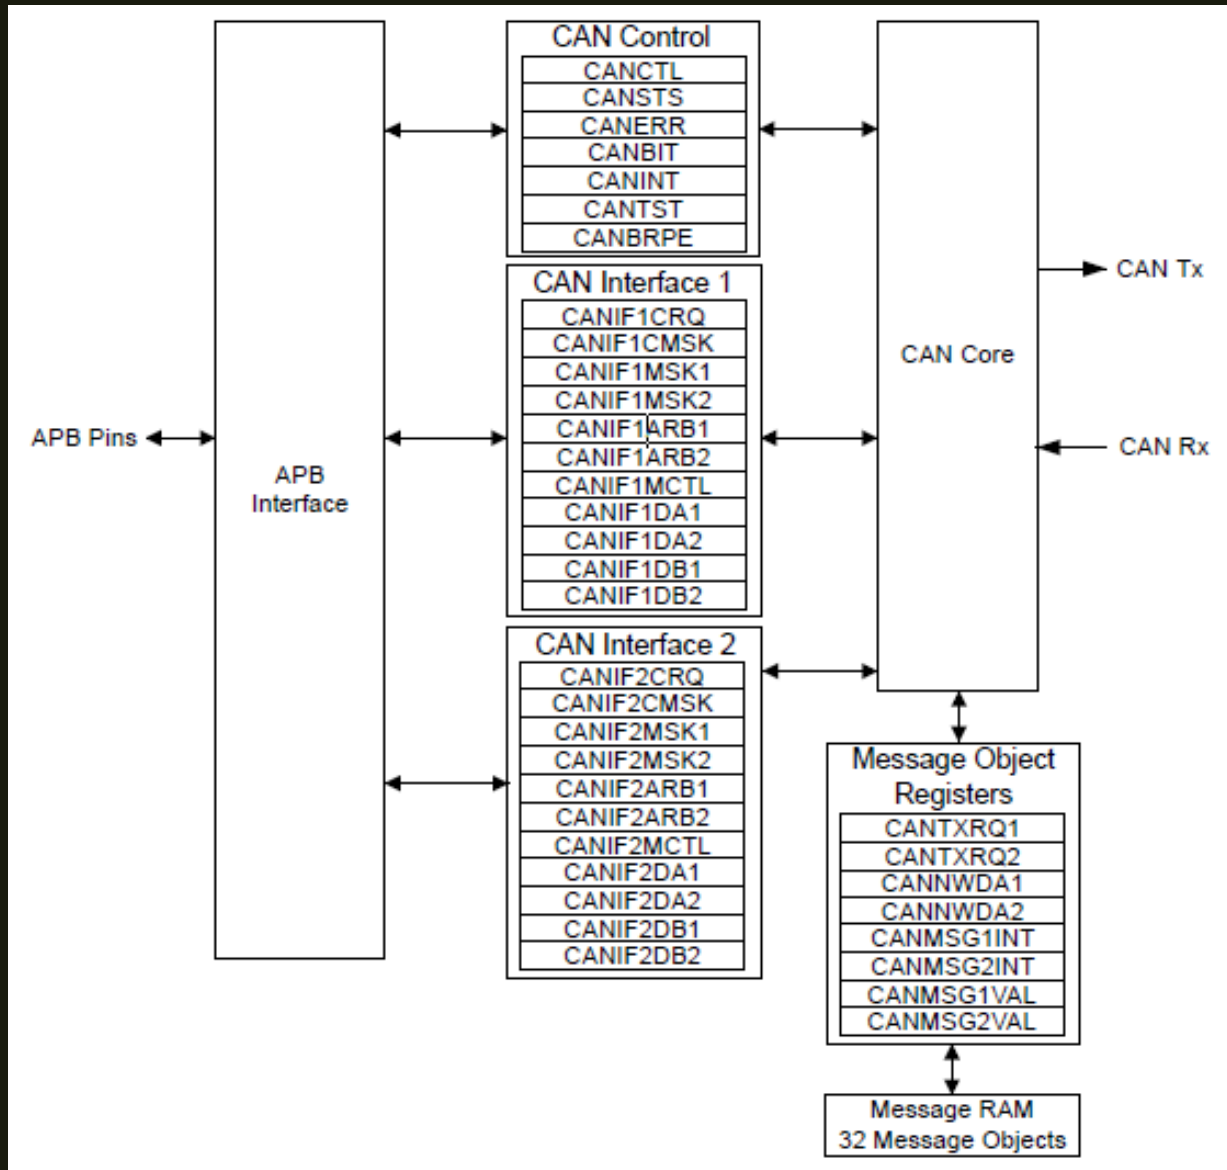 APB Pins
APB
Interface
CAN Control
CANCTL
CANSTS
CANERR
CANBIT
CANINT
CANTST
CANBRPE
CAN Interface 1
CANIF1CRQ
CANIF1CMSK
CANIF1MSK1
CANIF1MSK2
CANIF1ARB1
CANIF1ARB2
CANIF1MCTL
CANIF1DA1
CANIF1DA2
CANIF1DB1
CANIF1DB2
CAN Interface 2
CANIF2CRQ
CANIF2CMSK
CANIF2MSK1
CANIF2MSK2
CANIF2ARB1
CANIF2ARB2
CANIF2MCTL
CANIF2DA1
CANIF2DA2
CANIF2DB1
CANIF2DB2
CAN Core
CAN Tx
CAN Rx
Message Object
Registers
CANTXRQ1
CANTXRQ2
CANNWDA1
CANNWDA2
CANMSG1INT
CANMSG2INT
CANMSG1VAL
CANMSG2VAL
Message RAM
32 Message Objects